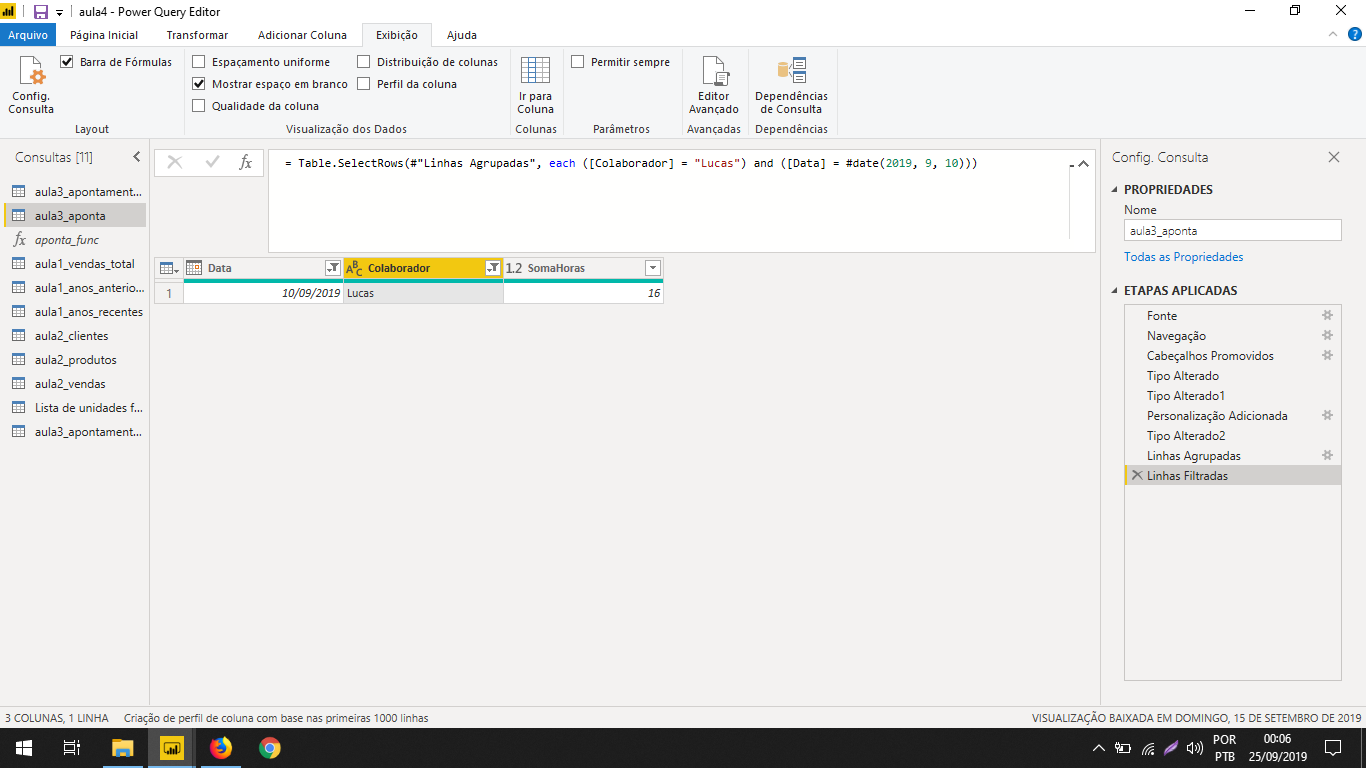 aula4 - Power Query Editor
Arquivo Página Inicial Transformar Adicionar Coluna Exibição Ajuda
Config. Consulta
Barra de Fórmulas
Layout
Espaçamento uniforme
Mostrar espaço em branco
Qualidade da coluna
Distribuição de colunas
Perfil da coluna
Visualização dos Dados
Ir para Coluna
Colunas
Permitir sempre
Parâmetros
Editor Avançado
Avançadas
Dependências de Consulta
Dependências
Consultas [11]
aula3_apontament...
aula3_aponta
aponta_func
aula1_vendas_total
aula1_anos_anterio...
aula1_anos_recentes
aula2_clientes
aula2_produtos
aula2_vendas
Lista de unidades f...
aula3_apontament...
fx
= Table.SelectRows(#"Linhas Agrupadas", each ([Colaborador] = "Lucas") and ([Data] = #date(2019, 9, 10)))
Data ABC Colaborador 1.2 SomaHoras
1 10/09/2019 Lucas 16
Config. Consulta
PROPRIEDADES
Nome
aula3_aponta
Todas as Propriedades
ETAPAS APLICADAS
Fonte
Navegação
Cabeçalhos Promovidos
Tipo Alterado
Tipo Alterado1
Personalização Adicionada
Tipo Alterado2
Linhas Agrupadas
Linhas Filtradas
3 COLUNAS, 1 LINHA Criação de perfil de coluna com base nas primeiras 1000 linhas
VISUALIZAÇÃO BAIXADA EM DOMINGO, 15 DE SETEMBRO DE 2019
POR
PTB
00:06
25/09/2019